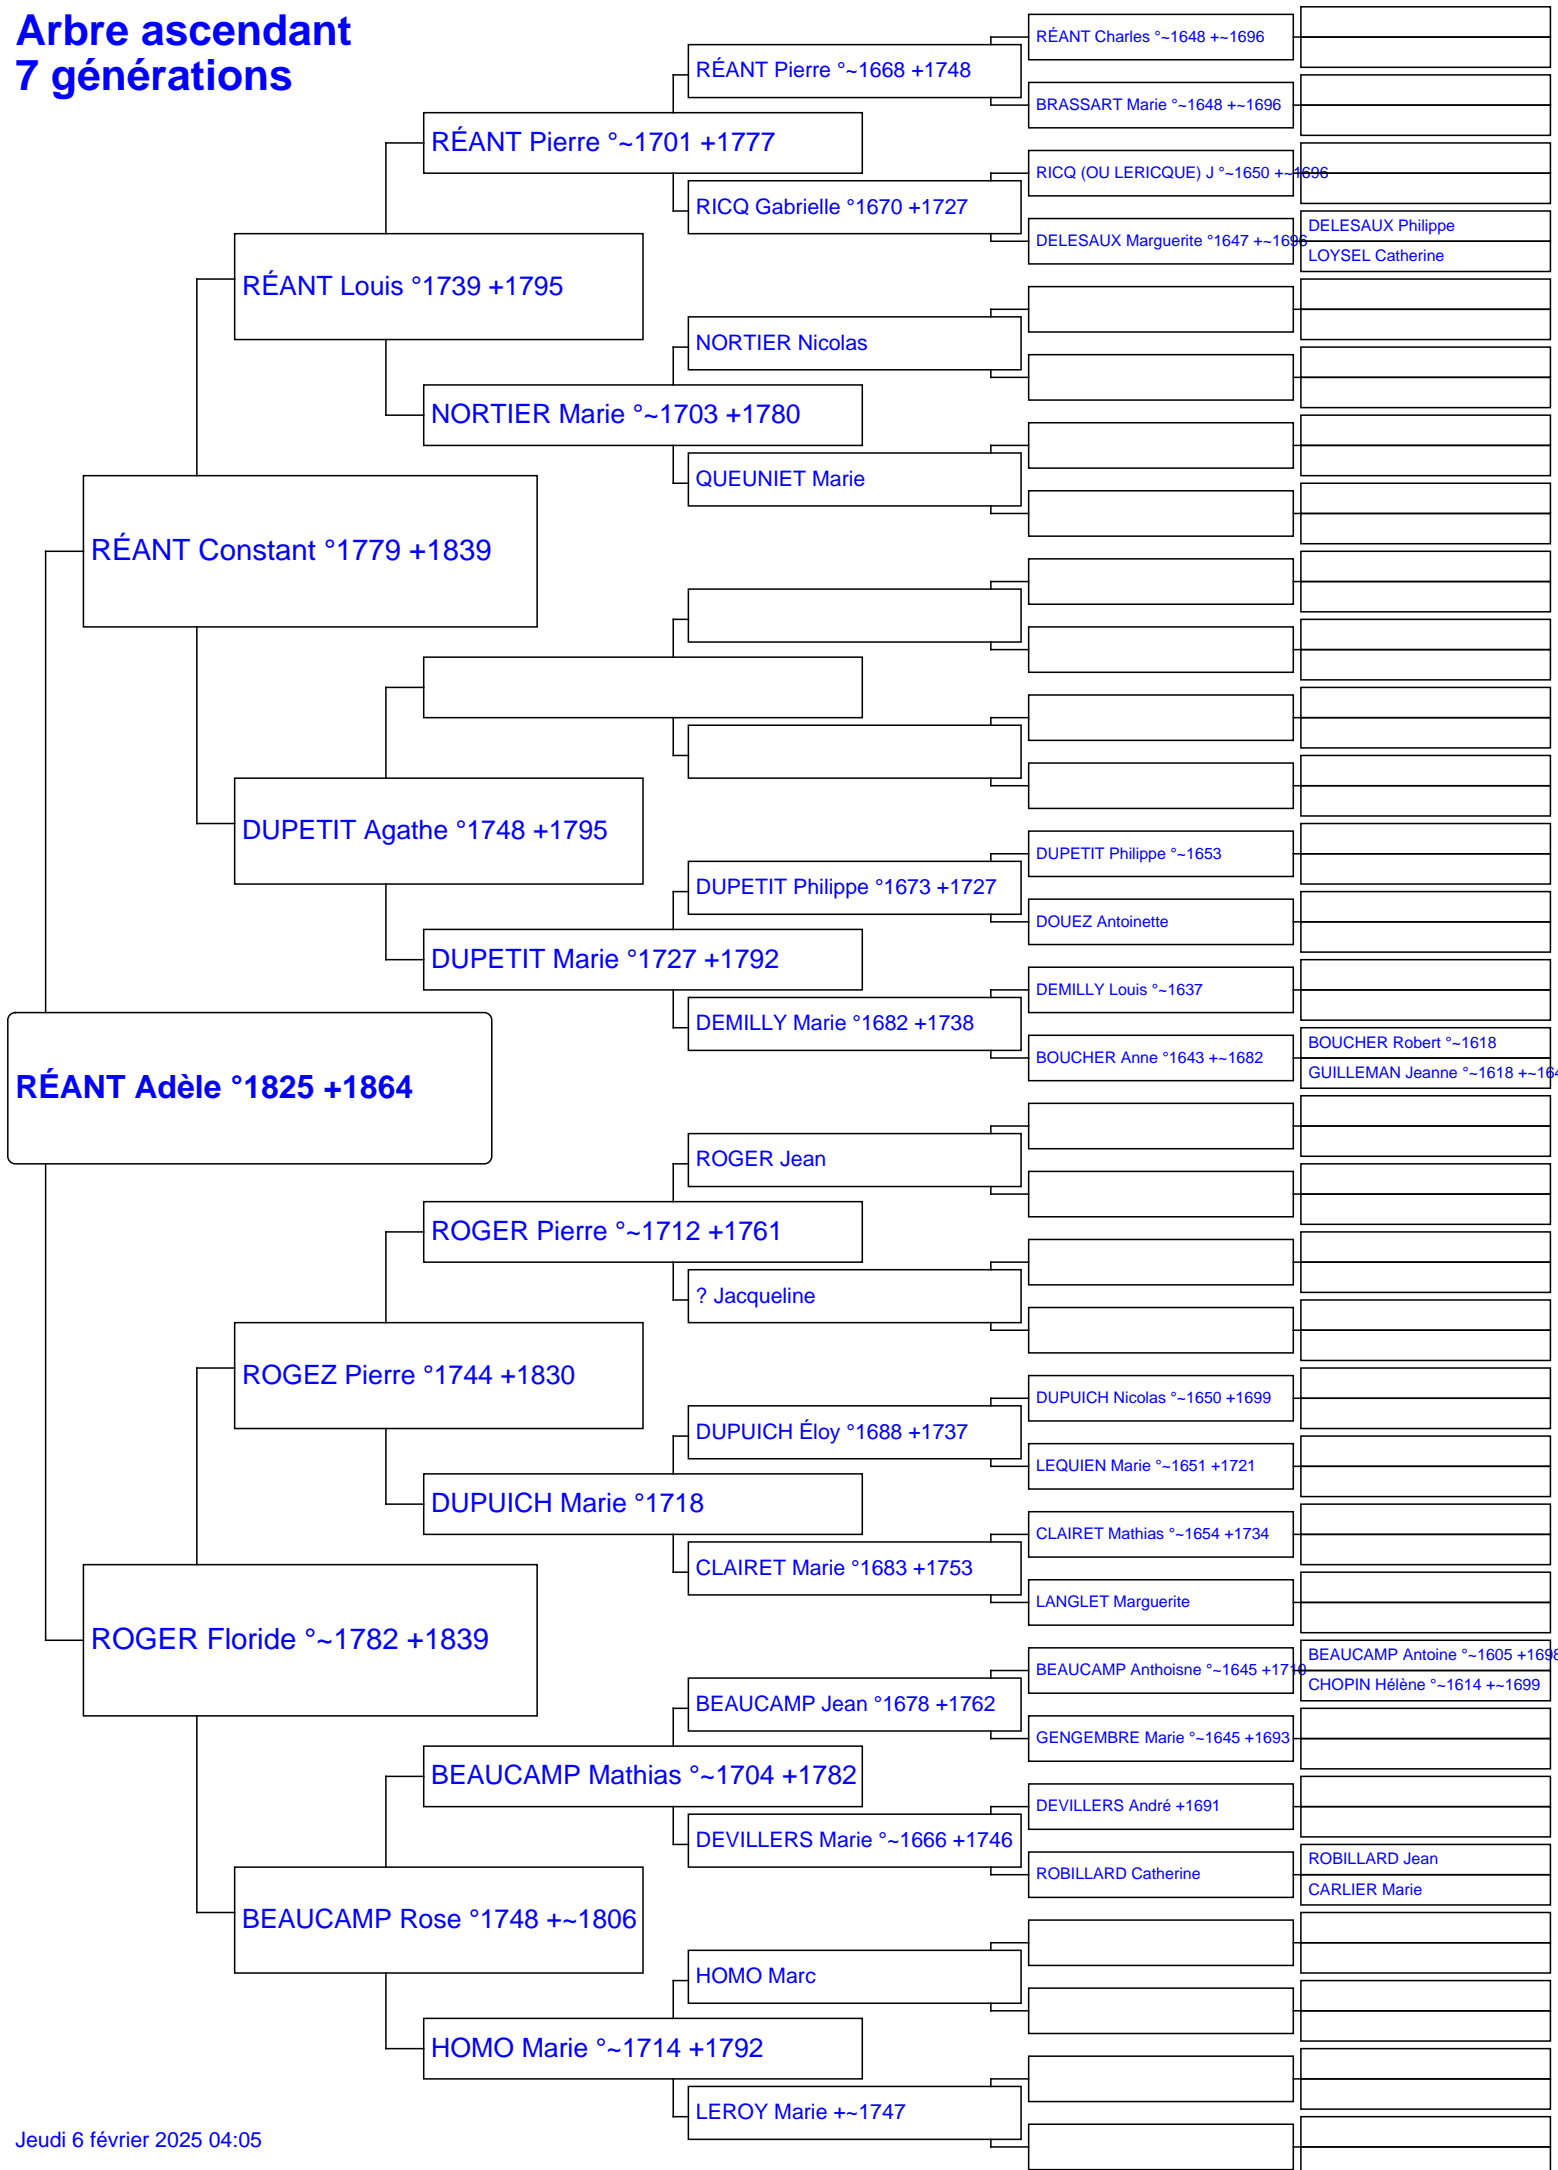 Arbre ascendant
7 générations
RÉANT Adèle °1825 +1864
RÉANT Constant °1779 +1839
ROGER Floride °~1782 +1839
RÉANT Louis °1739 +1795
DUPETIT Agathe °1748 +1795
ROGEZ Pierre °1744 +1830
BEAUCAMP Rose °1748 +~1806
RÉANT Pierre °~1701 +1777
NORTIER Marie °~1703 +1780
DUPETIT Marie °1727 +1792
ROGER Pierre °~1712 +1761
DUPUICH Marie °1718
BEAUCAMP Mathias °~1704 +1782
HOMO Marie °~1714 +1792
RÉANT Pierre °~1668 +1748
RICQ Gabrielle °1670 +1727
NORTIER Nicolas
QUEUNIET Marie
DUPETIT Philippe °1673 +1727
DEMILLY Marie °1682 +1738
ROGER Jean
? Jacqueline
DUPUICH Éloy °1688 +1737
CLAIRET Marie °1683 +1753
BEAUCAMP Jean °1678 +1762
DEVILLERS Marie °~1666 +1746
HOMO Marc
LEROY Marie +~1747
RÉANT Charles °~1648 +~1696
BRASSART Marie °~1648 +~1696
RICQ (OU LERICQUE) J °~1650 +~1696
DELESAUX Marguerite °1647 +~1696
DUPETIT Philippe °~1653
DOUEZ Antoinette
DEMILLY Louis °~1637
BOUCHER Anne °1643 +~1682
DUPUICH Nicolas °~1650 +1699
LEQUIEN Marie °~1651 +1721
CLAIRET Mathias °~1654 +1734
LANGLET Marguerite
BEAUCAMP Anthoisne °~1645 +1710
GENGEMBRE Marie °~1645 +1693
DEVILLERS André +1691
ROBILLARD Catherine
DELESAUX Philippe
LOYSEL Catherine
BOUCHER Robert °~1618
GUILLEMAN Jeanne °~1618 +~164
BEAUCAMP Antoine °~1605 +1698
CHOPIN Hélène °~1614 +~1699
ROBILLARD Jean
CARLIER Marie
Jeudi 6 février 2025 04:05